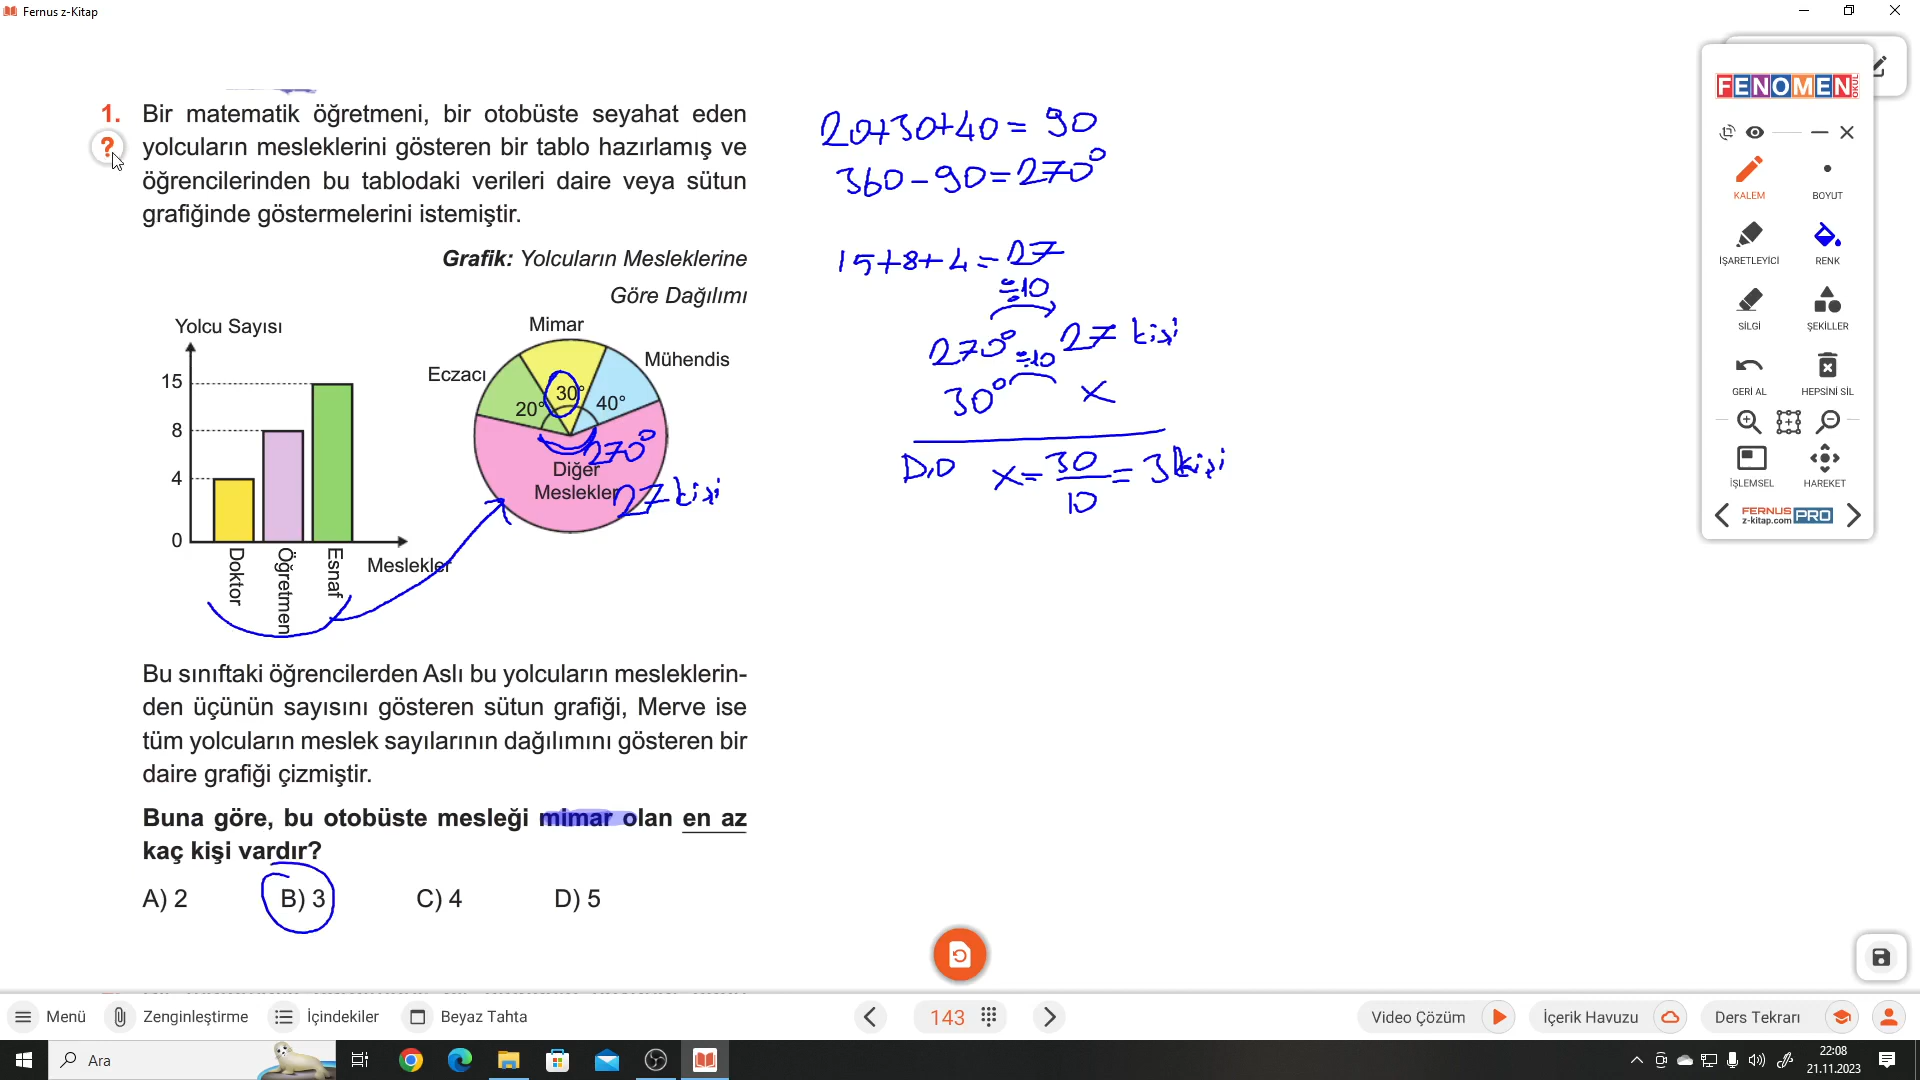 Fernus z-Kitap
1. Bir matematik öğretmeni, bir otobüste seyahat eden
? yolcuların mesleklerini gösteren bir tablo hazırlamış ve
öğrencilerinden bu tablodaki verileri daire veya sütun
grafiğinde göstermelerini istemiştir.
Grafik: Yolcuların Mesleklerine
Göre Dağılımı
Yolcu Sayısı
15
8
4
0
Doktor
Öğretmen
Esnaf
Meslekler
Mimar
Mühendis
Eczacı
30°
20°
40°
270°
Diğer
Meslekler
27 kişi
Bu sınıftaki öğrencilerden Aslı bu yolcuların mesleklerin-
den üçünün sayısını gösteren sütun grafiği, Merve ise
tüm yolcuların meslek sayılarının dağılımını gösteren bir
daire grafiği çizmiştir.
Buna göre, bu otobüste mesleği mimar olan en az
kaç kişi vardır?
A) 2 B) 3 C) 4 D) 5
20+30+40= 90
360-90=270°
15+8+4=27
÷10
270° 27 kişi
÷10
30° x
D.O x=30/10=3 kişi
FENOMEN OKUL
KALEM BOYUT
İŞARETLEYİCİ RENK
SİLGİ ŞEKİLLER
GERİ AL HEPSİNİ SİL
İŞLEMSEL HAREKET
FERNUS z-kitap.com PRO
Menü Zenginleştirme İçindekiler Beyaz Tahta 143 Video Çözüm İçerik Havuzu Ders Tekrarı
Ara
22:08
21.11.2023